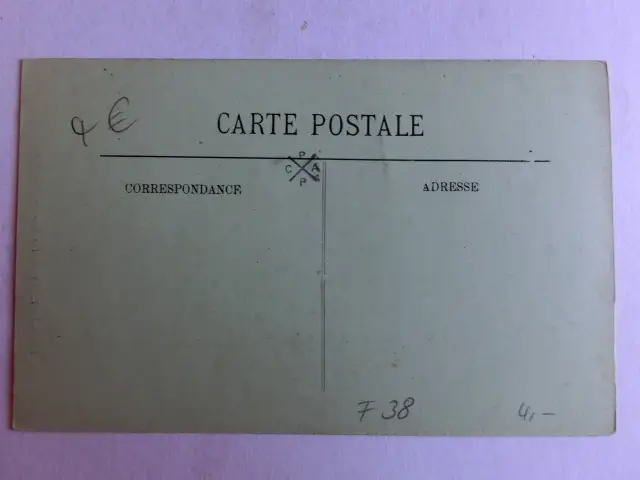 4 €
CARTE POSTALE
P
C A
P
CORRESPONDANCE
ADRESSE
F 38
4,-